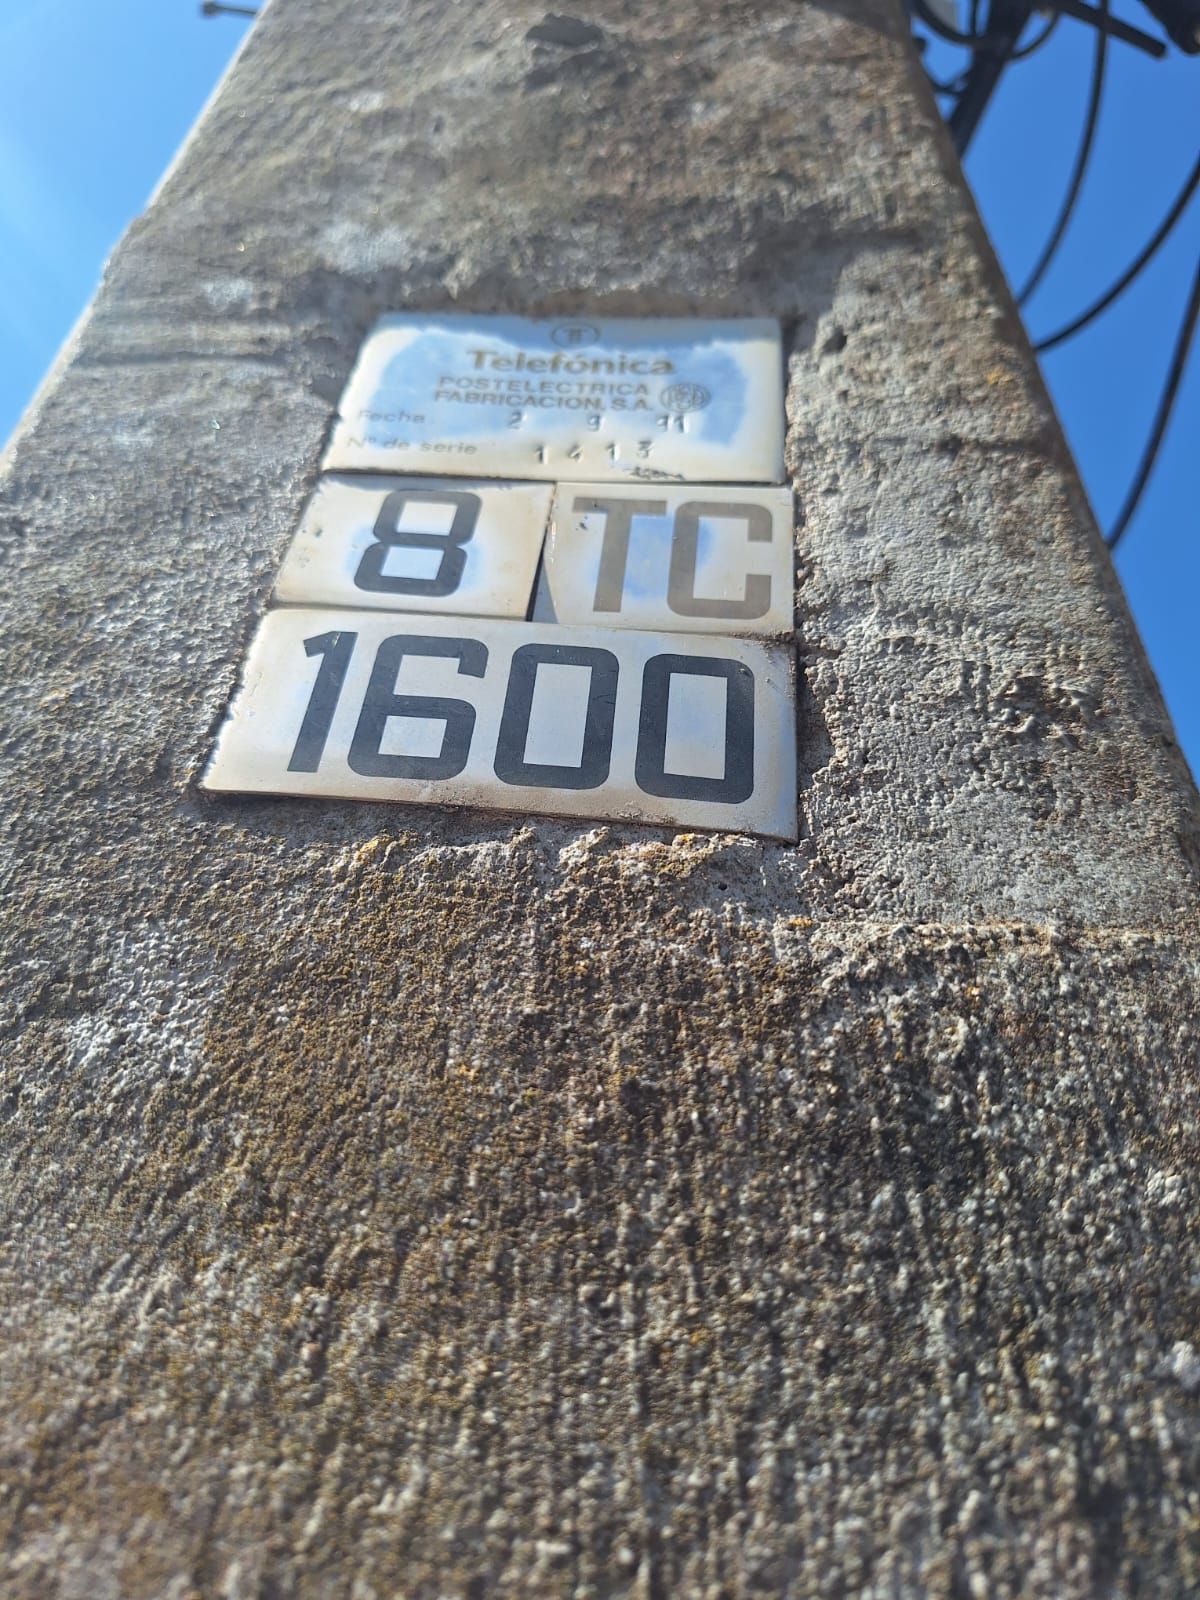 Telefónica
POSTELECTRICA
FABRICACION, S.A.
Fecha 2 9 91
Nº de serie 1413
8 TC
1600